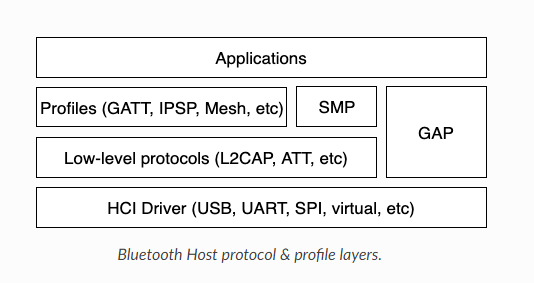 Applications
Profiles (GATT, IPSP, Mesh, etc)
SMP
GAP
Low-level protocols (L2CAP, ATT, etc)
HCI Driver (USB, UART, SPI, virtual, etc)
Bluetooth Host protocol & profile layers.